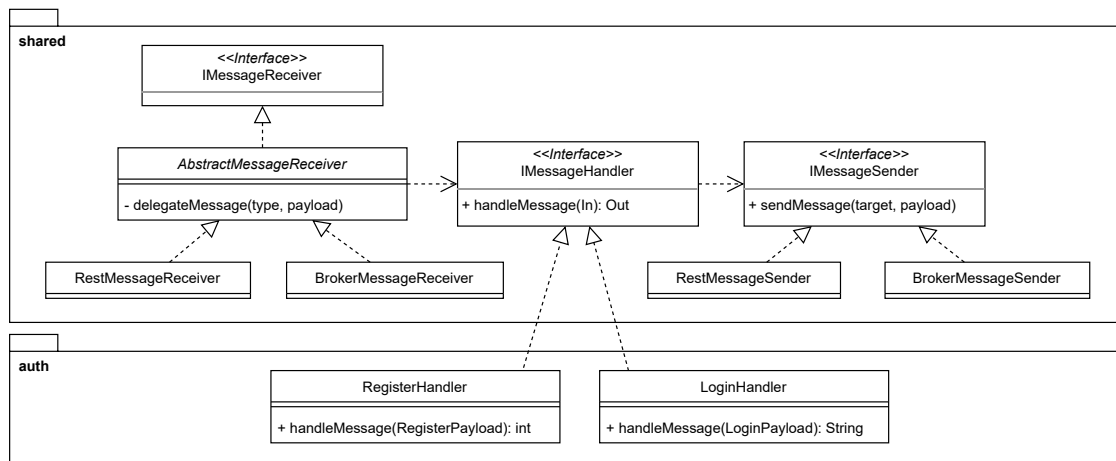 shared
<<Interface>>
IMessageReceiver
AbstractMessageReceiver
- delegateMessage(type, payload)
<<Interface>>
IMessageHandler
+ handleMessage(In): Out
<<Interface>>
IMessageSender
+ sendMessage(target, payload)
RestMessageReceiver
BrokerMessageReceiver
RestMessageSender
BrokerMessageSender
auth
RegisterHandler
+ handleMessage(RegisterPayload): int
LoginHandler
+ handleMessage(LoginPayload): String